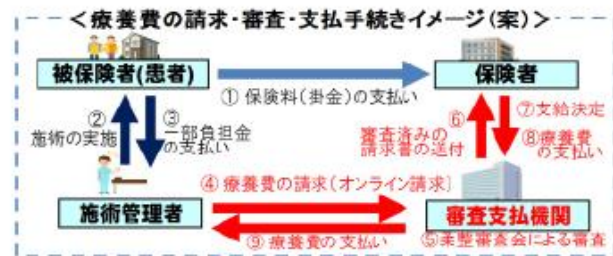 ＜療養費の請求・審査・支払手続きイメージ(案)＞
被保険者(患者)
保険者
① 保険料(掛金)の支払い
②
施術の実施
③
一部負担金
の支払い
⑥
審査済みの
請求書の送付
⑦支給決定
⑧療養費
の支払い
④ 療養費の請求(オンライン請求)
施術管理者
審査支払機関
⑨ 療養費の支払い
⑤柔整審査会による審査